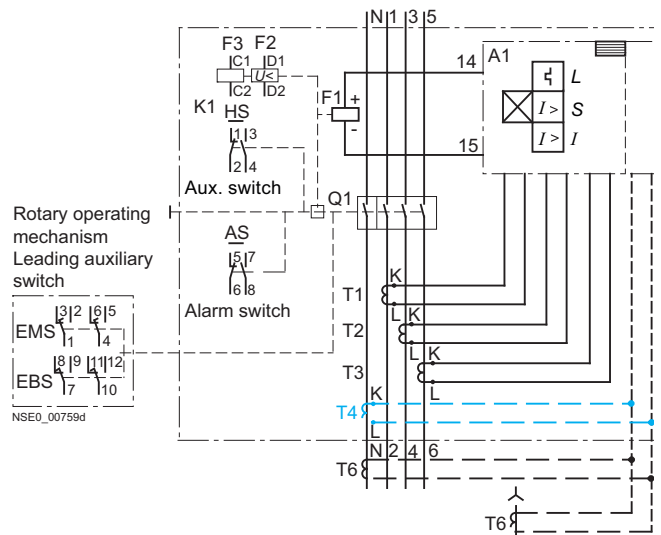 N 1 3 5
F3 F2
C1 D1
U<
C2 D2
K1
HS
1 3
2 4
Aux. switch
F1
+
-
14
15
A1
L
I > S
I > I
Q1
Rotary operating
mechanism
Leading auxiliary
switch
AS
5 7
6 8
Alarm switch
3 2 6 5
EMS
1 4
8 9 11 12
EBS
7 10
NSE0_00759d
K
T1
L K
T2
L K
T3
K L
T4
L
N 2 4 6
T6
T6